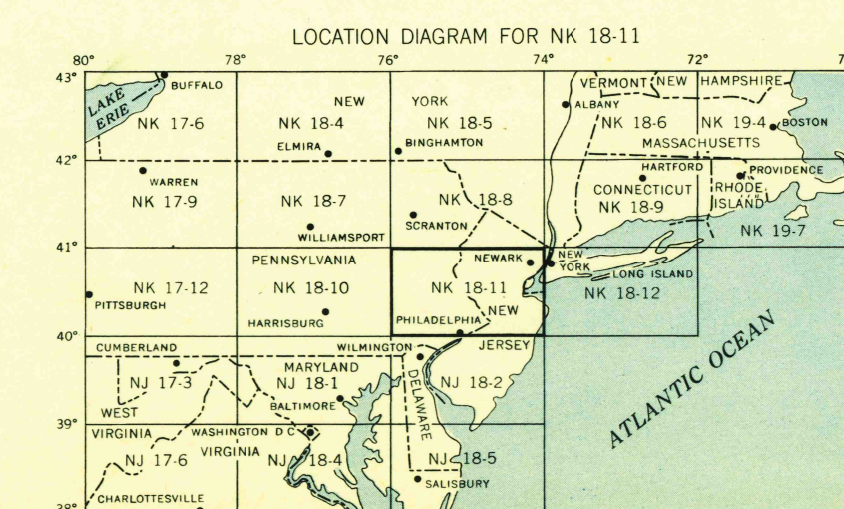 LOCATION DIAGRAM FOR NK 18-11
80° 78° 76° 74° 72°
43°
BUFFALO
LAKE
ERIE
NEW YORK
VERMONT NEW HAMPSHIRE
ALBANY
NK 17-6 NK 18-4 NK 18-5 NK 18-6 NK 19-4 BOSTON
ELMIRA BINGHAMTON MASSACHUSETTS
42°
WARREN HARTFORD PROVIDENCE
CONNECTICUT RHODE
ISLAND
NK 17-9 NK 18-7 NK 18-8 NK 18-9
SCRANTON
WILLIAMSPORT NK 19-7
41°
PENNSYLVANIA NEWARK NEW
YORK
LONG ISLAND
NK 17-12 NK 18-10 NK 18-11 NK 18-12
PITTSBURGH
HARRISBURG PHILADELPHIA NEW
JERSEY
40°
CUMBERLAND WILMINGTON
MARYLAND
NJ 17-3 NJ 18-1 DELAWARE NJ 18-2
ATLANTIC OCEAN
BALTIMORE
39°
WEST
VIRGINIA
WASHINGTON D C
VIRGINIA
NJ 17-6 NJ 18-4 NJ 18-5
SALISBURY
CHARLOTTESVILLE
38°